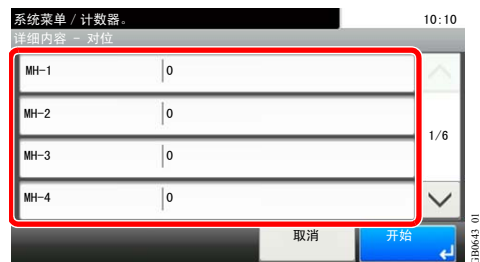 系统菜单 / 计数器。
10:10
详细内容 - 对位
MH-1 0
MH-2 0
1/6
MH-3 0
MH-4 0
取消 开始
GB0643_01